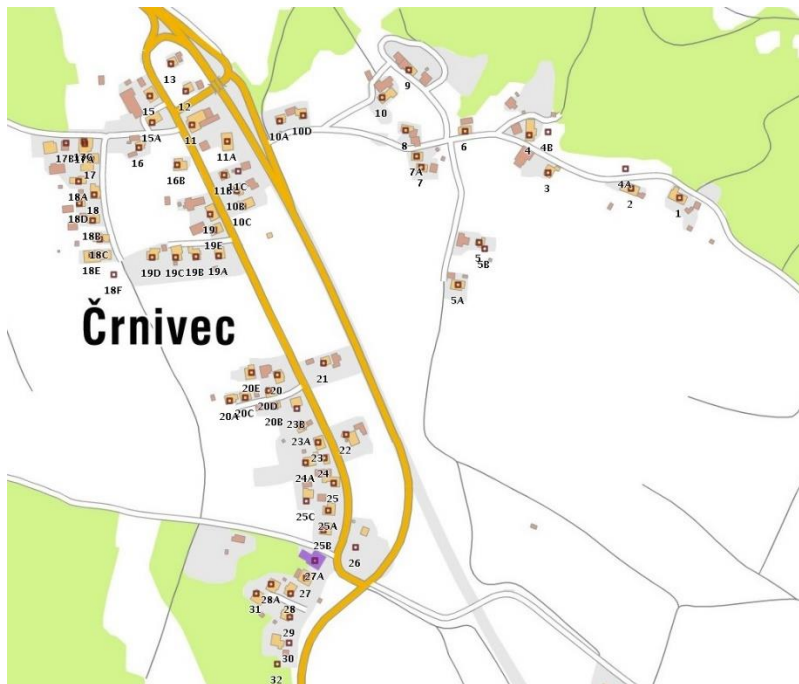 13
9
12
15
10
10A
10D
15A
11
8
6
4
4B
16
11A
17B
17A
7A
7
17
16B
11B
11C
3
4A
2
1
18A
18
10B
18D
10C
19
18B
5
5B
19E
18C
18E
19D
19C
19B
19A
18F
5A
Črnivec
21
20E
20
20A
20C
20D
20B
23B
23A
22
23
24A
24
25
25C
25A
25B
26
27A
28A
27
31
28
29
30
32